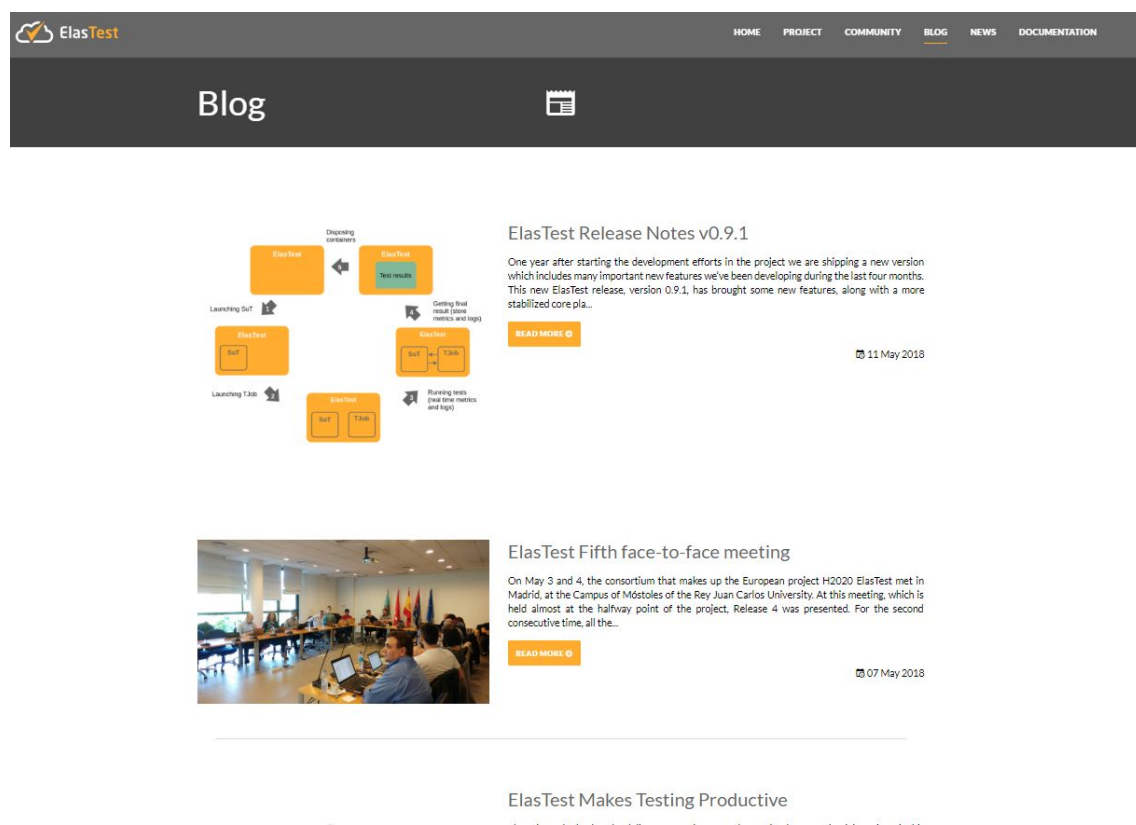 ElasTest
HOME PROJECT COMMUNITY BLOG NEWS DOCUMENTATION
Blog
Disposing
containers
ElasTest
ElasTest
Test results
5
Launching SuT
1
4
Getting final
result (store
metrics and logs)
ElasTest
SuT
ElasTest
SuT
TJob
Launching TJob
2
ElasTest
SuT
TJob
3
Running tests
(real time metrics
and logs)
ElasTest Release Notes v0.9.1
One year after starting the development efforts in the project we are shipping a new version
which includes many important new features we've been developing during the last four months.
This new ElasTest release, version 0.9.1, has brought some new features, along with a more
stabilized core pla...
READ MORE
11 May 2018
ElasTest Fifth face-to-face meeting
On May 3 and 4, the consortium that makes up the European project H2020 ElasTest met in
Madrid, at the Campus of Móstoles of the Rey Juan Carlos University. At this meeting, which is
held almost at the halfway point of the project, Release 4 was presented. For the second
consecutive time, all the...
READ MORE
07 May 2018
ElasTest Makes Testing Productive